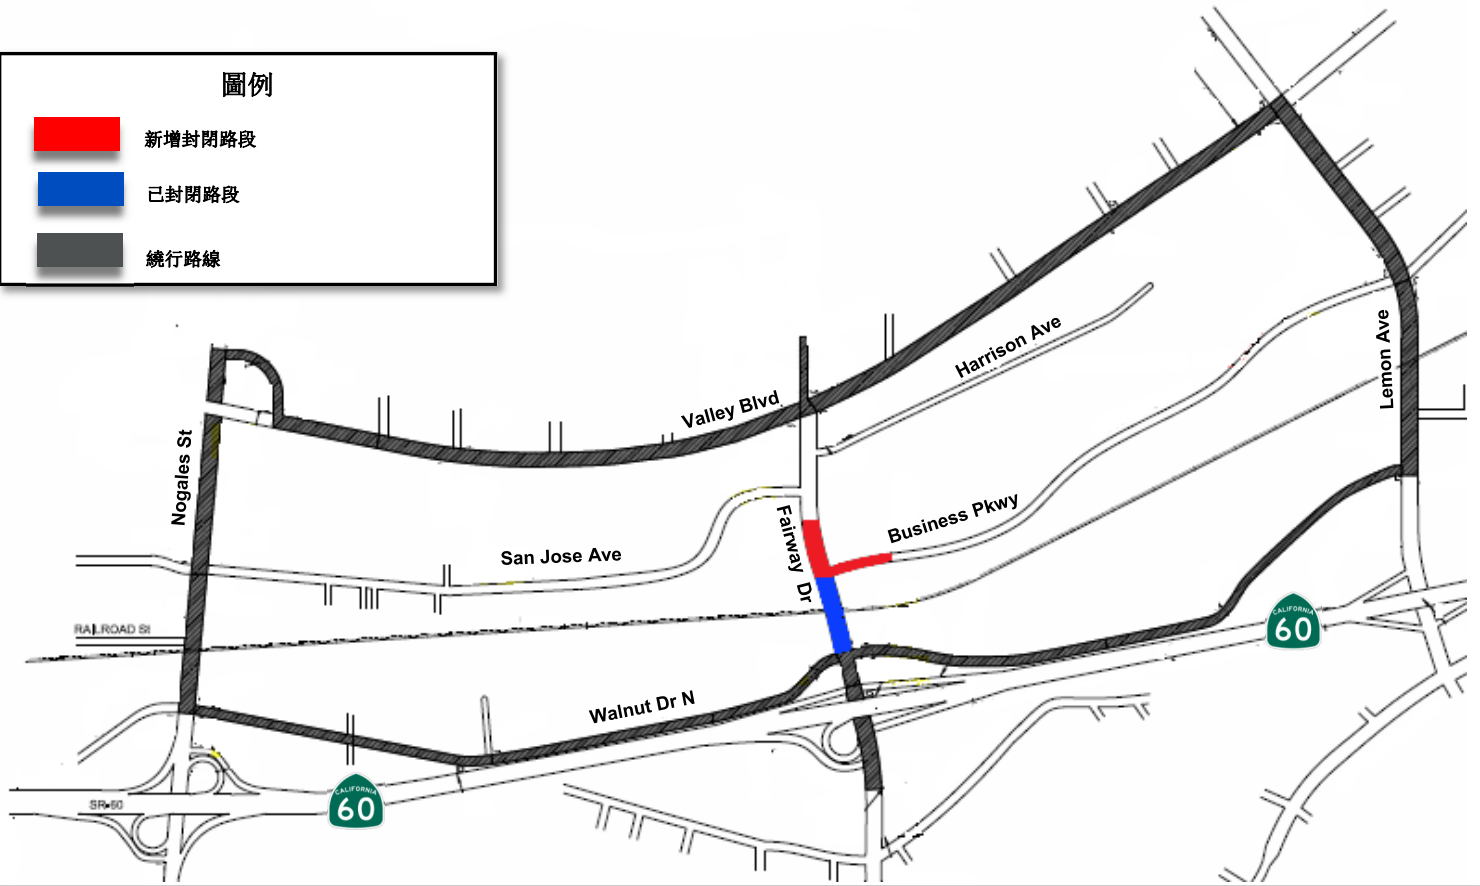 圖例
新增封閉路段
已封閉路段
繞行路線
Valley Blvd
Harrison Ave
Lemon Ave
Nogales St
San Jose Ave
Fairway Dr
Business Pkwy
RAILROAD St
Walnut Dr N
CALIFORNIA
60
CALIFORNIA
60
SR-60